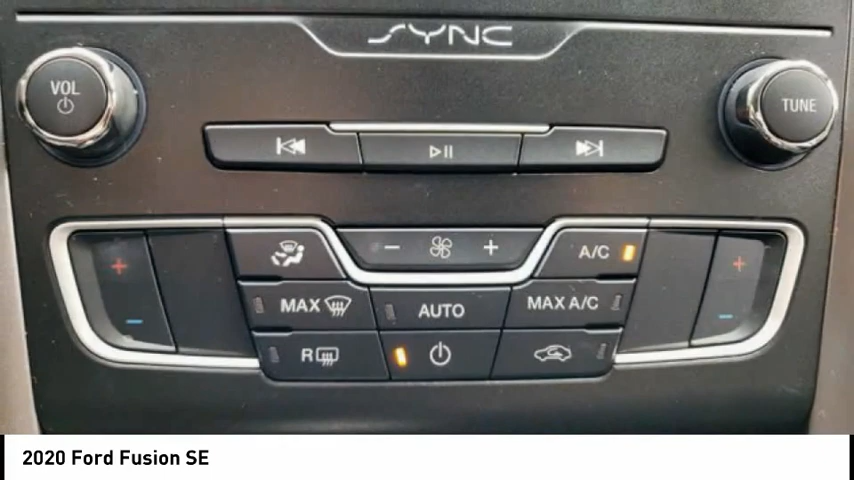 SYNC
VOL
TUNE
A/C
MAX
AUTO
MAX A/C
R
2020 Ford Fusion SE